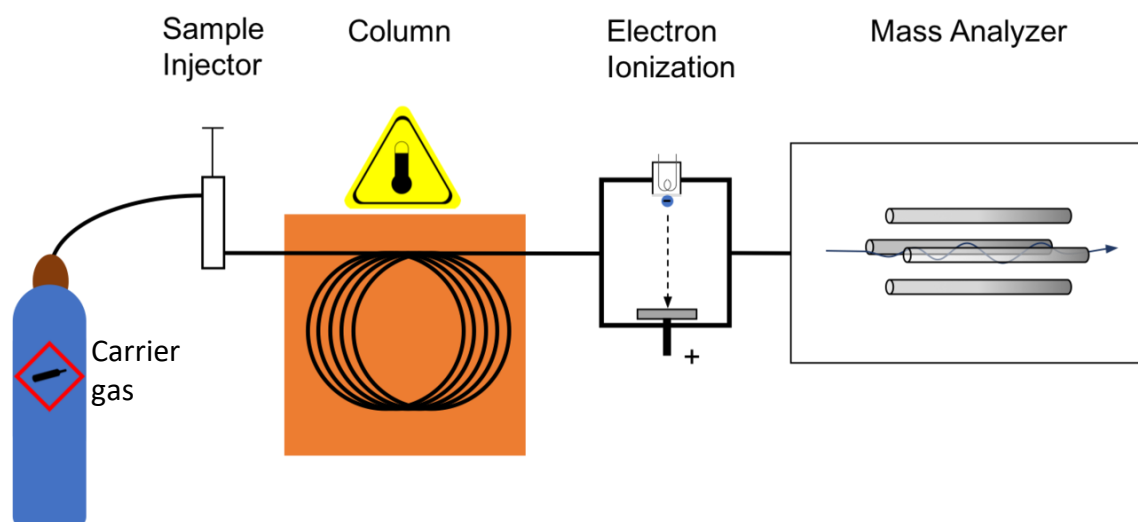 Sample
Injector
Column
Electron
Ionization
Mass Analyzer
Carrier
gas
-
+